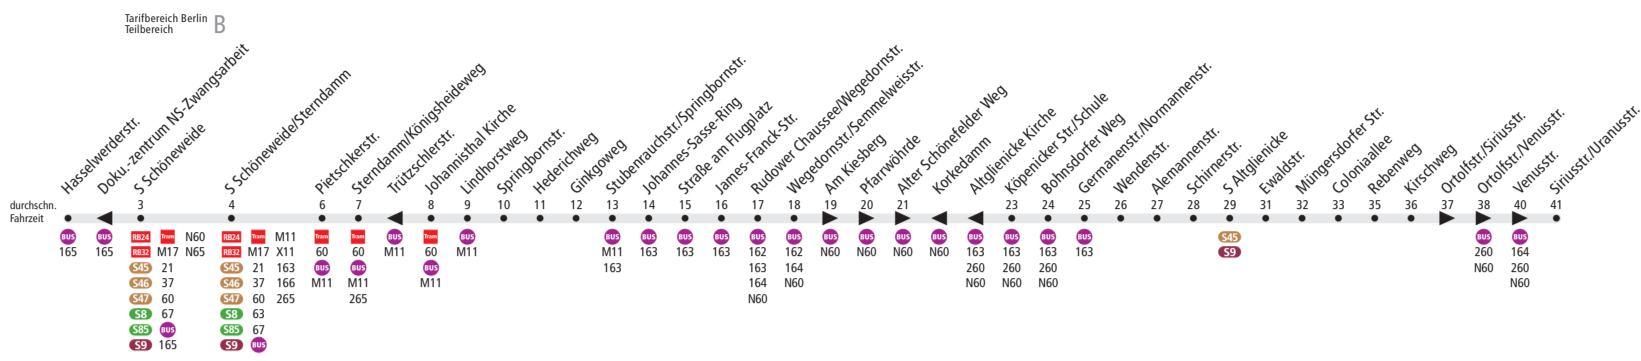 Tarifbereich Berlin
Teilbereich
B
Hasselwerderstr.
Doku.-zentrum NS-Zwangsarbeit
S Schöneweide
S Schöneweide/Sterndamm
Pietschkerstr.
Sterndamm/Königsheideweg
Trützschlerstr.
Johannisthal Kirche
Lindhorstweg
Springbornstr.
Hederichweg
Ginkgoweg
Stubenrauchstr./Springbornstr.
Johannes-Sasse-Ring
Straße am Flugplatz
James-Franck-Str.
Rudower Chaussee/Wegedornstr.
Wegedornstr./Semmelweisstr.
Am Kiesberg
Pfarrwöhrde
Alter Schönefelder Weg
Korkedamm
Altglienicke Kirche
Köpenicker Str./Schule
Bohnsdorfer Weg
Germanenstr./Normannenstr.
Wendenstr.
Alemannenstr.
Schirnerstr.
S Altglienicke
Ewaldstr.
Müngersdorfer Str.
Coloniaallee
Rebenweg
Kirschweg
Ortolfstr./Siriusstr.
Ortolfstr./Venusstr.
Venusstr.
Siriusstr./Uranusstr.
durchschn. 3 4 6 7 8 9 10 11 12 13 14 15 16 17 18 19 20 21 23 24 25 26 27 28 29 31 32 33 35 36 37 38 40 41
Fahrzeit
BUS BUS RB24 Tram N60 RB24 Tram M11 Tram Tram BUS Tram BUS BUS BUS BUS BUS BUS BUS BUS BUS BUS BUS BUS BUS BUS BUS S45 BUS BUS
165 165 RB32 M17 N65 RB32 M17 X11 60 60 M11 60 M11 M11 163 163 163 162 162 N60 N60 N60 N60 163 163 163 163 S9 260 164
S45 21 S45 21 163 BUS BUS BUS 163 163 164 260 260 260 N60 260
S46 37 S46 37 166 M11 M11 M11 164 N60 N60 N60 N60 N60
S47 60 S47 60 265 265 N60
S8 67 S8 63
S85 BUS S85 67
S9 165 S9 BUS